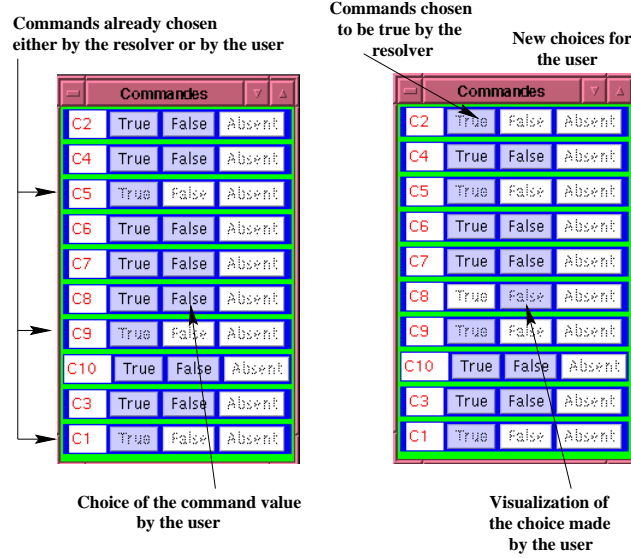 Commands already chosen
either by the resolver or by the user
Commands chosen
to be true by the
resolver
New choices for
the user
Commandes
C2 True False Absent
C4 True False Absent
C5 True False Absent
C6 True False Absent
C7 True False Absent
C8 True False Absent
C9 True False Absent
C10 True False Absent
C3 True False Absent
C1 True False Absent
Commandes
C2 True False Absent
C4 True False Absent
C5 True False Absent
C6 True False Absent
C7 True False Absent
C8 True False Absent
C9 True False Absent
C10 True False Absent
C3 True False Absent
C1 True False Absent
Choice of the command value
by the user
Visualization of
the choice made
by the user